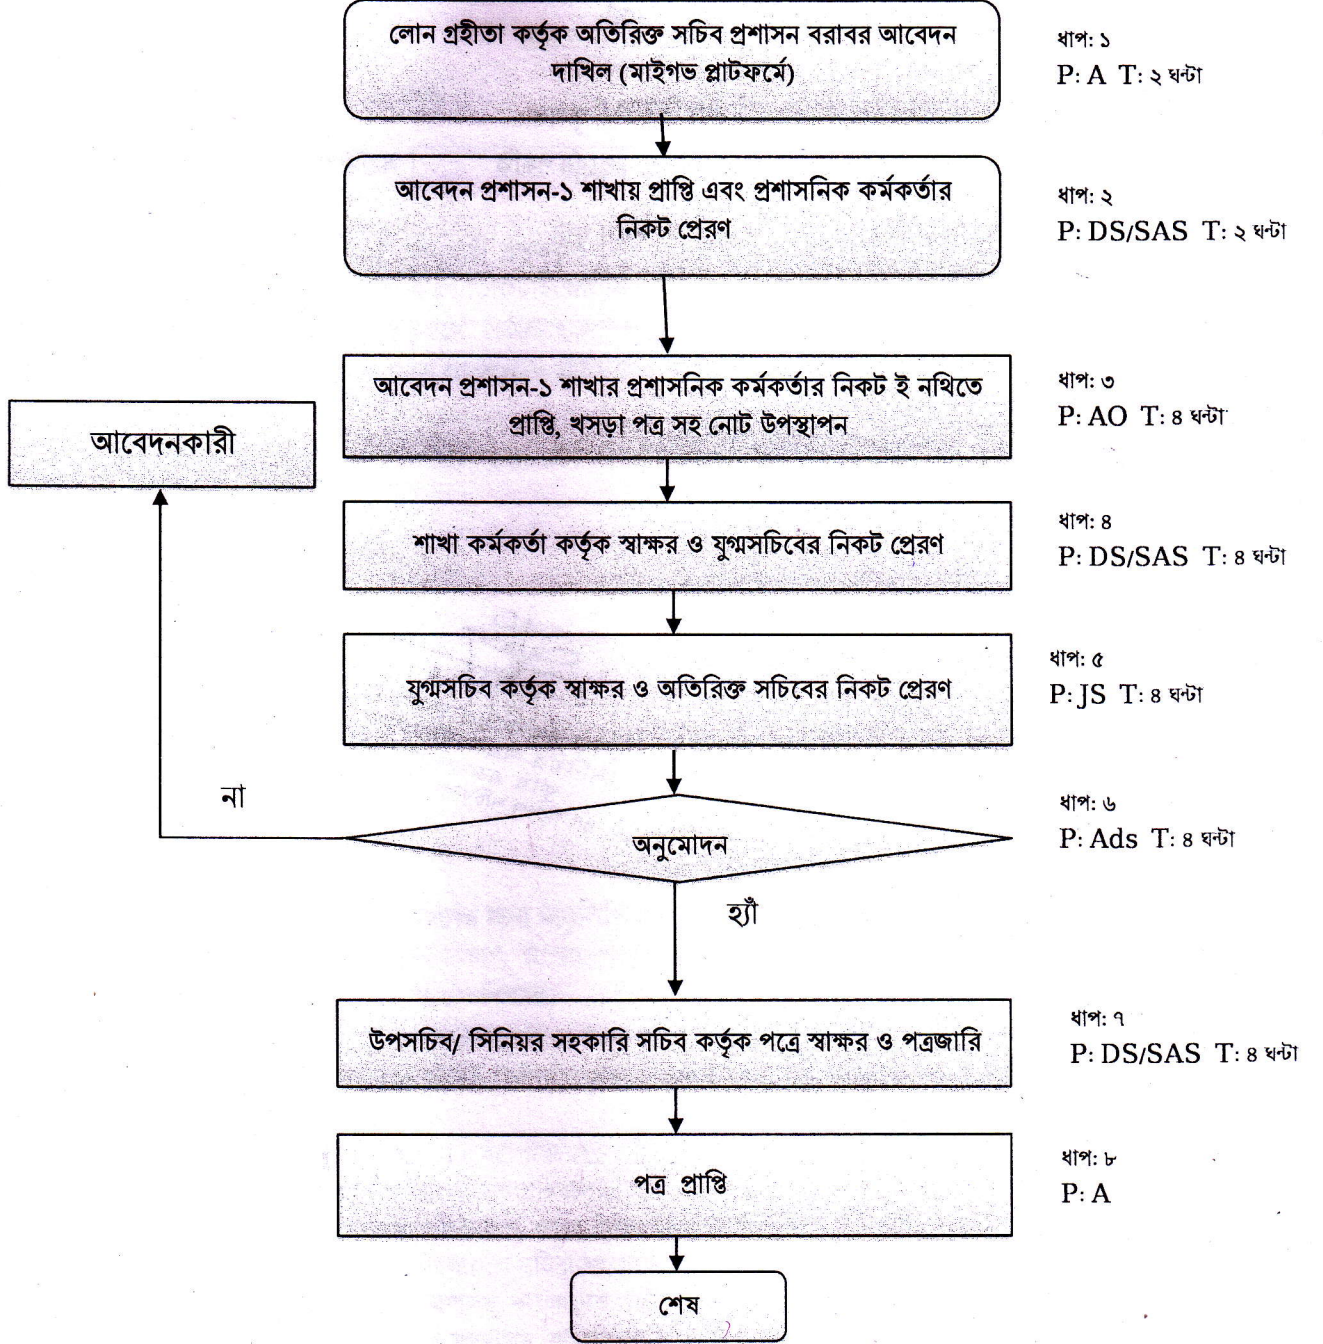 লোন গ্রহীতা কর্তৃক অতিরিক্ত সচিব প্রশাসন বরাবর আবেদন
দাখিল (মাইগভ প্লাটফর্মে)
ধাপ: ১
P: A T: ২ ঘন্টা
আবেদন প্রশাসন-১ শাখায় প্রাপ্তি এবং প্রশাসনিক কর্মকর্তার
নিকট প্রেরণ
ধাপ: ২
P: DS/SAS T: ২ ঘন্টা
আবেদন প্রশাসন-১ শাখার প্রশাসনিক কর্মকর্তার নিকট ই নথিতে
প্রাপ্তি, খসড়া পত্র সহ নোট উপস্থাপন
ধাপ: ৩
P: AO T: ৪ ঘন্টা
আবেদনকারী
শাখা কর্মকর্তা কর্তৃক স্বাক্ষর ও যুগ্মসচিবের নিকট প্রেরণ
ধাপ: ৪
P: DS/SAS T: ৪ ঘন্টা
যুগ্মসচিব কর্তৃক স্বাক্ষর ও অতিরিক্ত সচিবের নিকট প্রেরণ
ধাপ: ৫
P: JS T: ৪ ঘন্টা
না
অনুমোদন
ধাপ: ৬
P: Ads T: ৪ ঘন্টা
হ্যাঁ
উপসচিব/ সিনিয়র সহকারি সচিব কর্তৃক পত্রে স্বাক্ষর ও পত্রজারি
ধাপ: ৭
P: DS/SAS T: ৪ ঘন্টা
পত্র প্রাপ্তি
ধাপ: ৮
P: A
শেষ